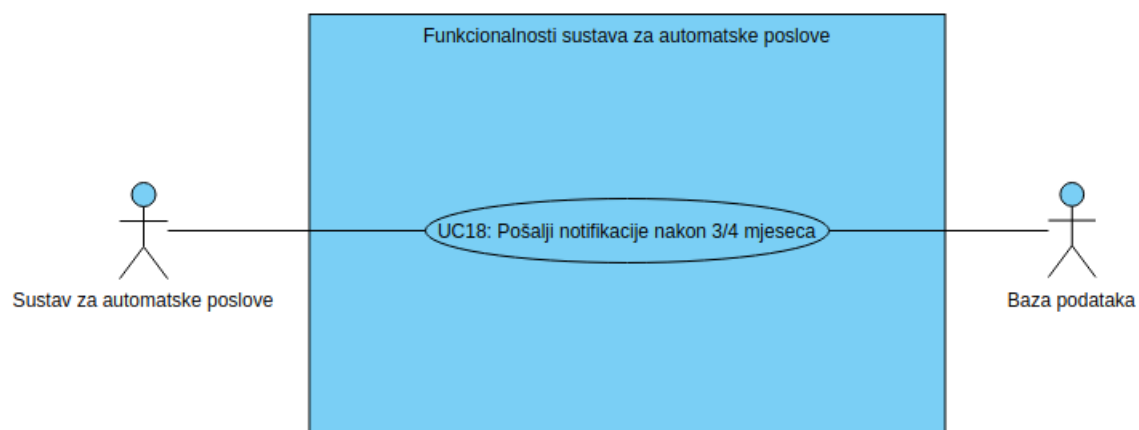 Funkcionalnosti sustava za automatske poslove
UC18: Pošalji notifikacije nakon 3/4 mjeseca
Sustav za automatske poslove
Baza podataka